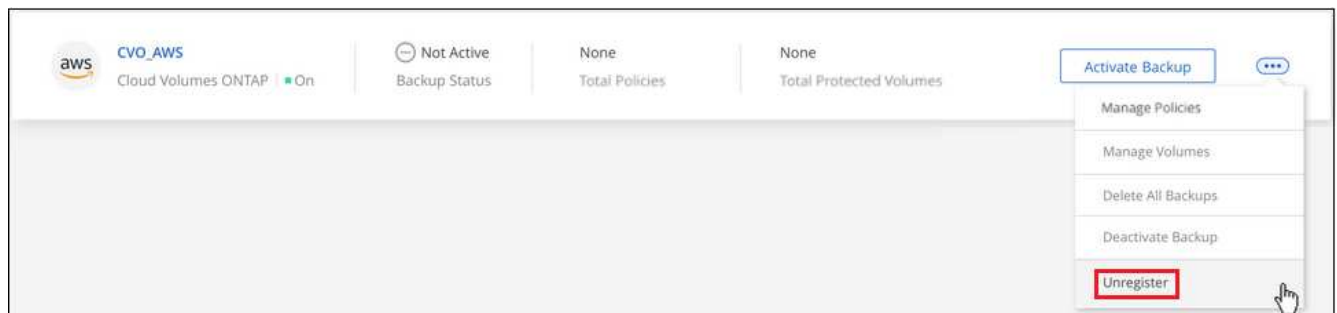 aws
CVO_AWS
Cloud Volumes ONTAP
On
Not Active
Backup Status
None
Total Policies
None
Total Protected Volumes
Activate Backup
Manage Policies
Manage Volumes
Delete All Backups
Deactivate Backup
Unregister